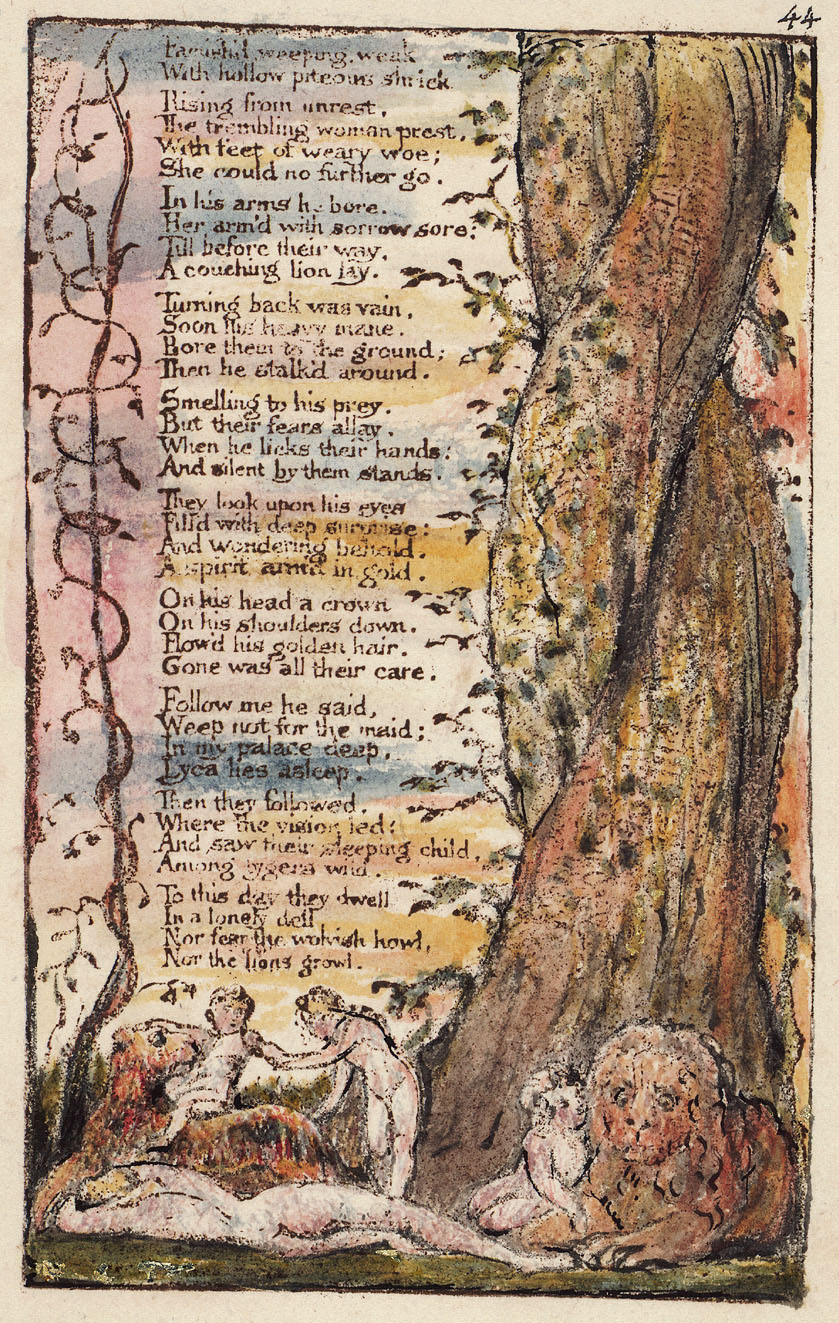 44
Famish'd, weeping, weak
With hollow piteous shriek

Rising from unrest,
The trembling woman prest,
With feet of weary woe;
She could no further go.

In his arms he bore.
Her arm'd with sorrow sore;
Till before their way,
A couching lion lay.

Turning back was vain,
Soon his heavy mane.
Bore them to the ground;
Then he stalk'd around.

Smelling to his prey.
But their fears allay,
When he licks their hands;
And silent by them stands.

They look upon his eyes
Fill'd with deep surprise:
And wondering behold.
A spirit arm'd in gold.

On his head a crown
On his shoulders down,
Flow'd his golden hair.
Gone was all their care.

Follow me he said,
Weep not for the maid;
In my palace deep,
Lyca lies asleep.

Then they followed,
Where the vision led:
And saw their sleeping child,
Among tygers wild.

To this day they dwell
In a lonely dell
Nor fear the wolvish howl,
Nor the lions growl.